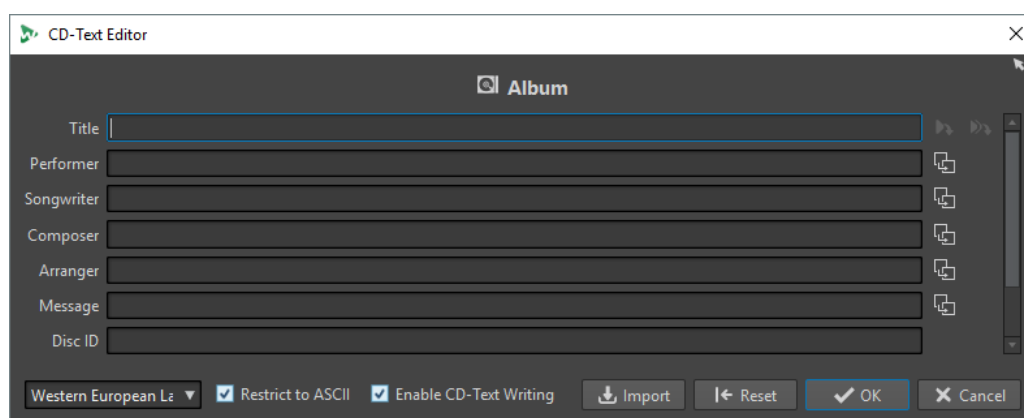 CD-Text Editor
Album
Title
Performer
Songwriter
Composer
Arranger
Message
Disc ID
Western European La Restrict to ASCII Enable CD-Text Writing Import Reset OK Cancel